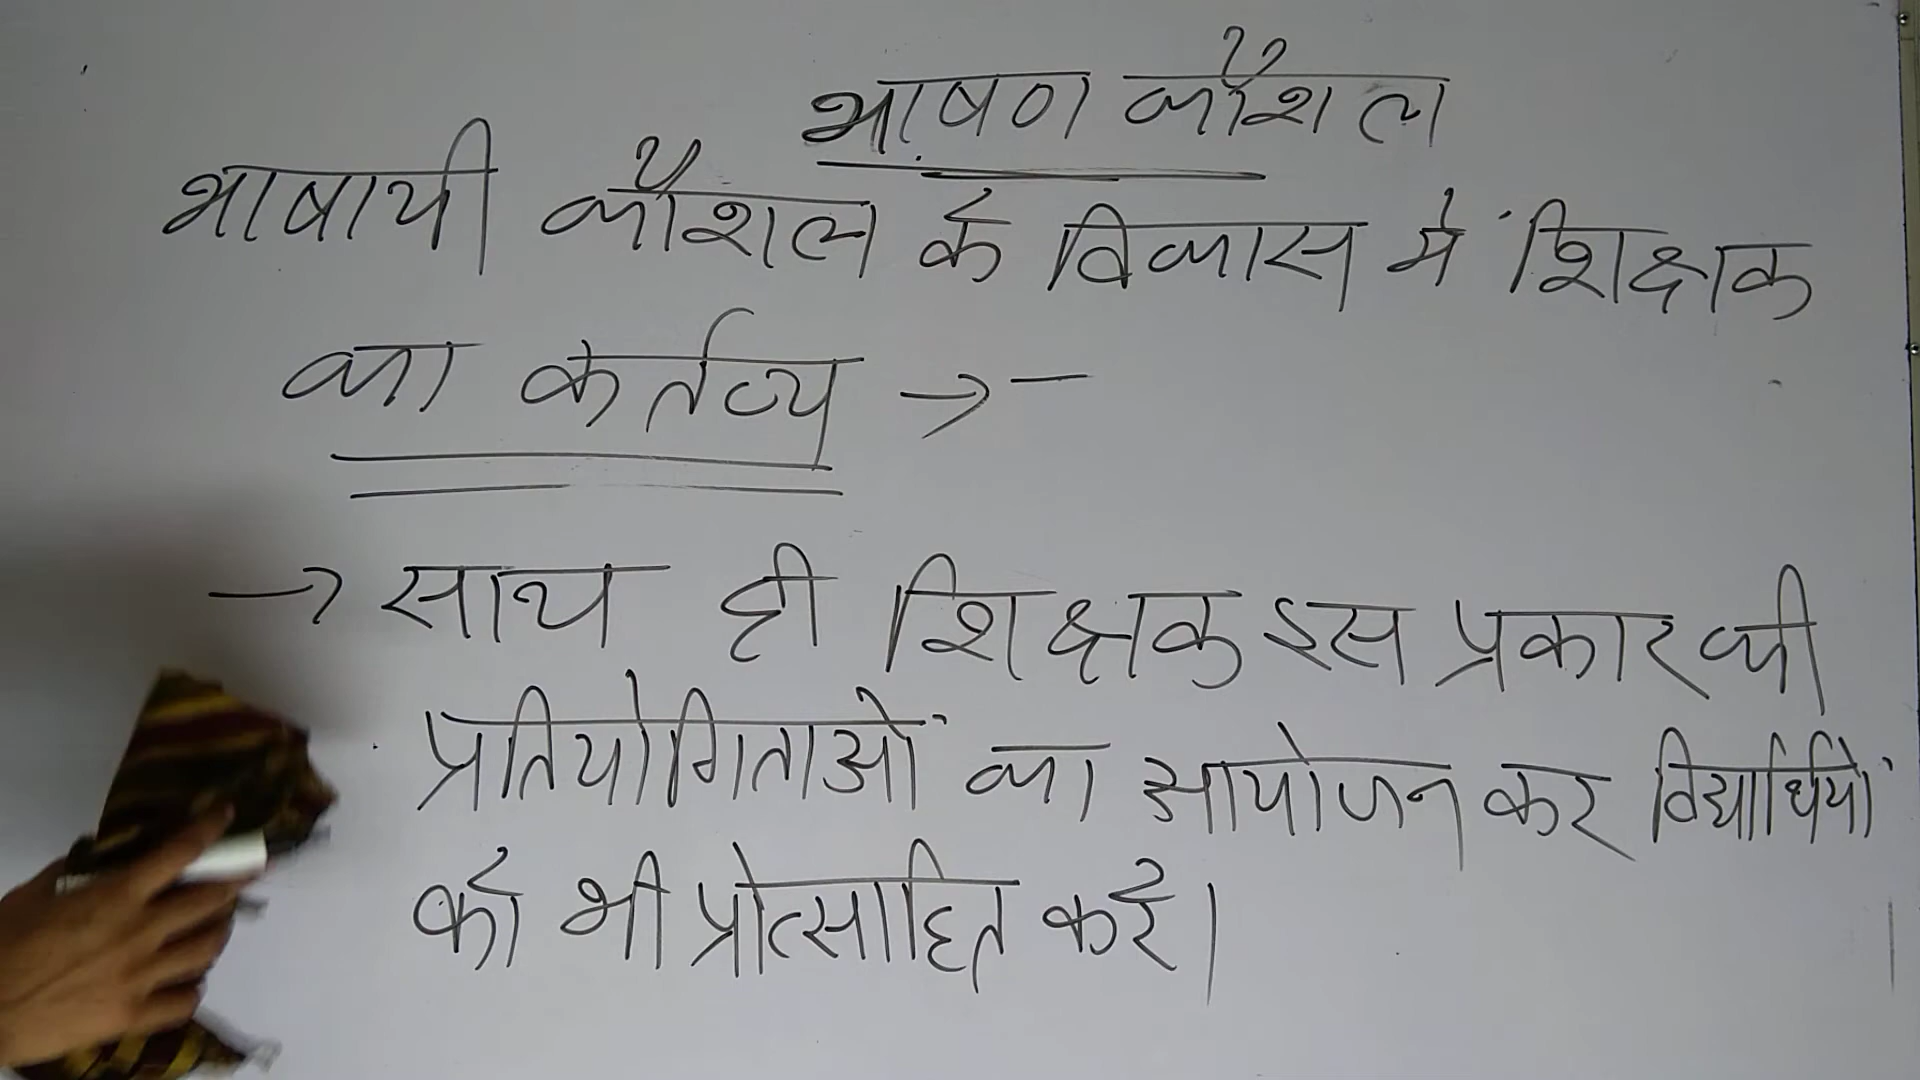 भाषण कौशल
भाषायी कौशल के विकास में शिक्षक
का कर्तव्य → -
→ साथ ही शिक्षक इस प्रकार की
प्रतियोगिताओं का आयोजन कर विद्यार्थियों
को भी प्रोत्साहित करे।